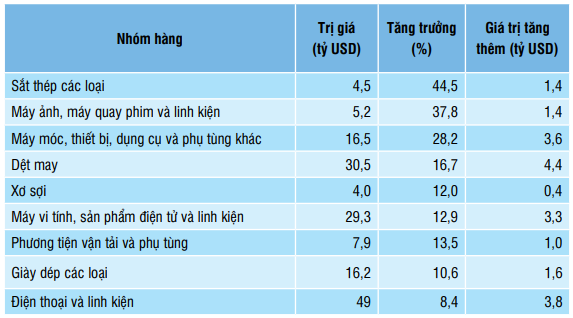 Nhóm hàng Trị giá (tỷ USD) Tăng trưởng (%) Giá trị tăng thêm (tỷ USD)
Sắt thép các loại 4,5 44,5 1,4
Máy ảnh, máy quay phim và linh kiện 5,2 37,8 1,4
Máy móc, thiết bị, dụng cụ và phụ tùng khác 16,5 28,2 3,6
Dệt may 30,5 16,7 4,4
Xơ sợi 4,0 12,0 0,4
Máy vi tính, sản phẩm điện tử và linh kiện 29,3 12,9 3,3
Phương tiện vận tải và phụ tùng 7,9 13,5 1,0
Giày dép các loại 16,2 10,6 1,6
Điện thoại và linh kiện 49 8,4 3,8